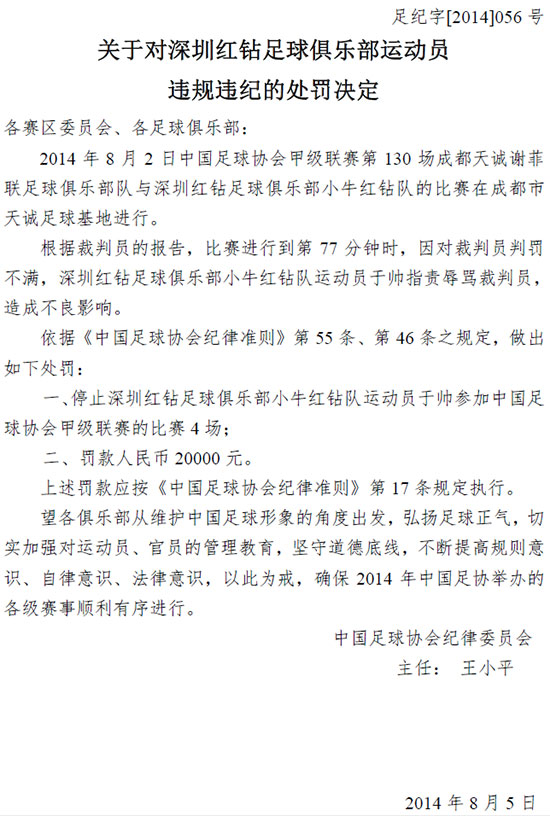 足纪字[2014]056 号
关于对深圳红钻足球俱乐部运动员
违规违纪的处罚决定
各赛区委员会、各足球俱乐部：
2014 年 8 月 2 日中国足球协会甲级联赛第 130 场成都天诚谢菲
联足球俱乐部队与深圳红钻足球俱乐部小牛红钻队的比赛在成都市
天诚足球基地进行。
根据裁判员的报告，比赛进行到第 77 分钟时，因对裁判员判罚
不满，深圳红钻足球俱乐部小牛红钻队运动员于帅指责辱骂裁判员，
造成不良影响。
依据《中国足球协会纪律准则》第 55 条、第 46 条之规定，做出
如下处罚：
一、停止深圳红钻足球俱乐部小牛红钻队运动员于帅参加中国足
球协会甲级联赛的比赛 4 场；
二、罚款人民币 20000 元。
上述罚款应按《中国足球协会纪律准则》第 17 条规定执行。
望各俱乐部从维护中国足球形象的角度出发，弘扬足球正气，切
实加强对运动员、官员的管理教育，坚守道德底线，不断提高规则意
识、自律意识、法律意识，以此为戒，确保 2014 年中国足协举办的
各级赛事顺利有序进行。
中国足球协会纪律委员会
主任： 王小平
2014 年 8 月 5 日